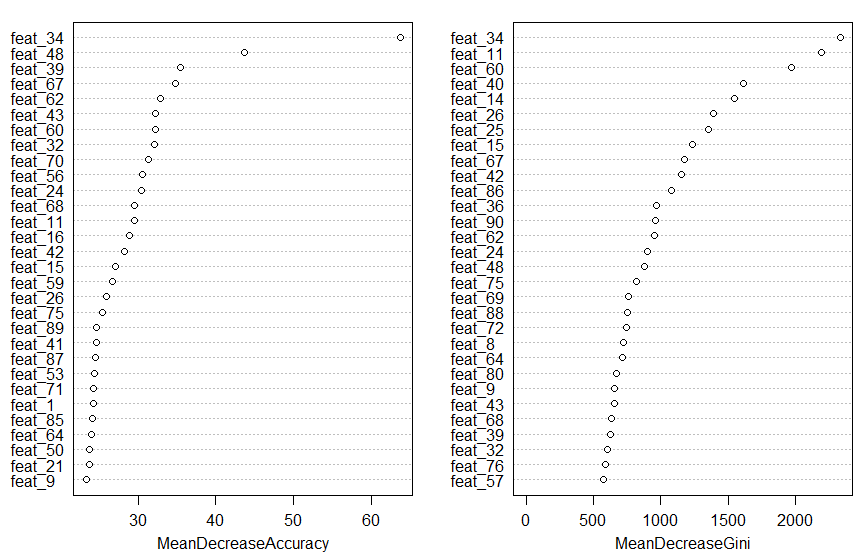 feat_34
feat_48
feat_39
feat_67
feat_62
feat_43
feat_60
feat_32
feat_70
feat_56
feat_24
feat_68
feat_11
feat_16
feat_42
feat_15
feat_59
feat_26
feat_75
feat_89
feat_41
feat_87
feat_53
feat_71
feat_1
feat_85
feat_64
feat_50
feat_21
feat_9
30 40 50 60
MeanDecreaseAccuracy
feat_34
feat_11
feat_60
feat_40
feat_14
feat_26
feat_25
feat_15
feat_67
feat_42
feat_86
feat_36
feat_90
feat_62
feat_24
feat_48
feat_75
feat_69
feat_88
feat_72
feat_8
feat_64
feat_80
feat_9
feat_43
feat_68
feat_39
feat_32
feat_76
feat_57
0 500 1000 1500 2000
MeanDecreaseGini